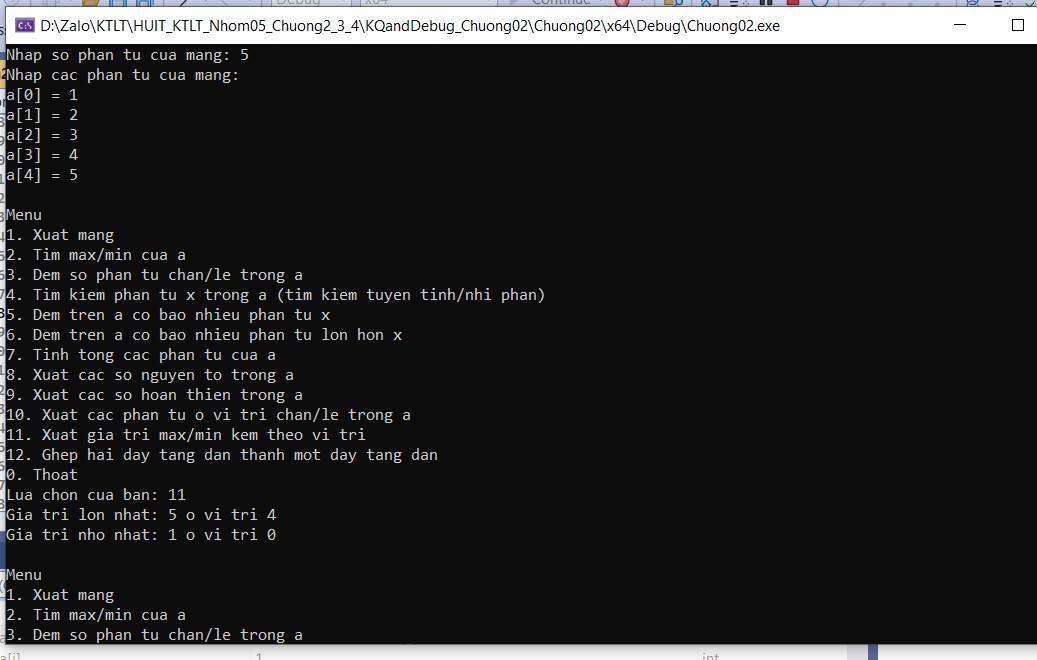 Debug
x64
Continue
D:\Zalo\KTLT\HUIT_KTLT_Nhom05_Chuong2_3_4\KQandDebug_Chuong02\Chuong02\x64\Debug\Chuong02.exe
Nhap so phan tu cua mang: 5
Nhap cac phan tu cua mang:
a[0] = 1
a[1] = 2
a[2] = 3
a[3] = 4
a[4] = 5
Menu
1. Xuat mang
2. Tim max/min cua a
3. Dem so phan tu chan/le trong a
4. Tim kiem phan tu x trong a (tim kiem tuyen tinh/nhi phan)
5. Dem tren a co bao nhieu phan tu x
6. Dem tren a co bao nhieu phan tu lon hon x
7. Tinh tong cac phan tu cua a
8. Xuat cac so nguyen to trong a
9. Xuat cac so hoan thien trong a
10. Xuat cac phan tu o vi tri chan/le trong a
11. Xuat gia tri max/min kem theo vi tri
12. Ghep hai day tang dan thanh mot day tang dan
0. Thoat
Lua chon cua ban: 11
Gia tri lon nhat: 5 o vi tri 4
Gia tri nho nhat: 1 o vi tri 0
Menu
1. Xuat mang
2. Tim max/min cua a
3. Dem so phan tu chan/le trong a
a[i] 1 int